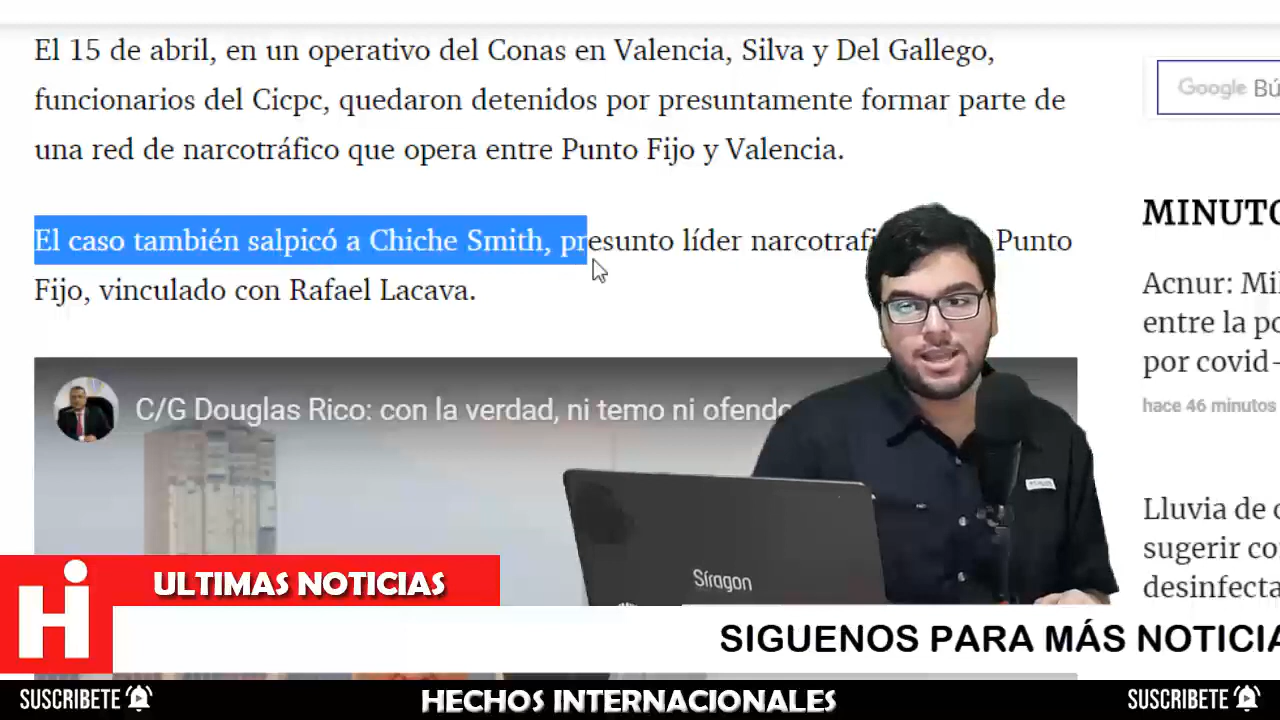 El 15 de abril, en un operativo del Conas en Valencia, Silva y Del Gallego,
funcionarios del Cicpc, quedaron detenidos por presuntamente formar parte de
una red de narcotráfico que opera entre Punto Fijo y Valencia.
El caso también salpicó a Chiche Smith, presunto líder narcotrafi Punto
Fijo, vinculado con Rafael Lacava.
C/G Douglas Rico: con la verdad, ni temo ni ofendo
Google Bú
MINUTO
Acnur: Mi
entre la po
por covid-
hace 46 minutos
Lluvia de
sugerir co
desinfecta
Síragon
Hi
ULTIMAS NOTICIAS
SIGUENOS PARA MÁS NOTICIA
SUSCRIBETE
HECHOS INTERNACIONALES
SUSCRIBETE